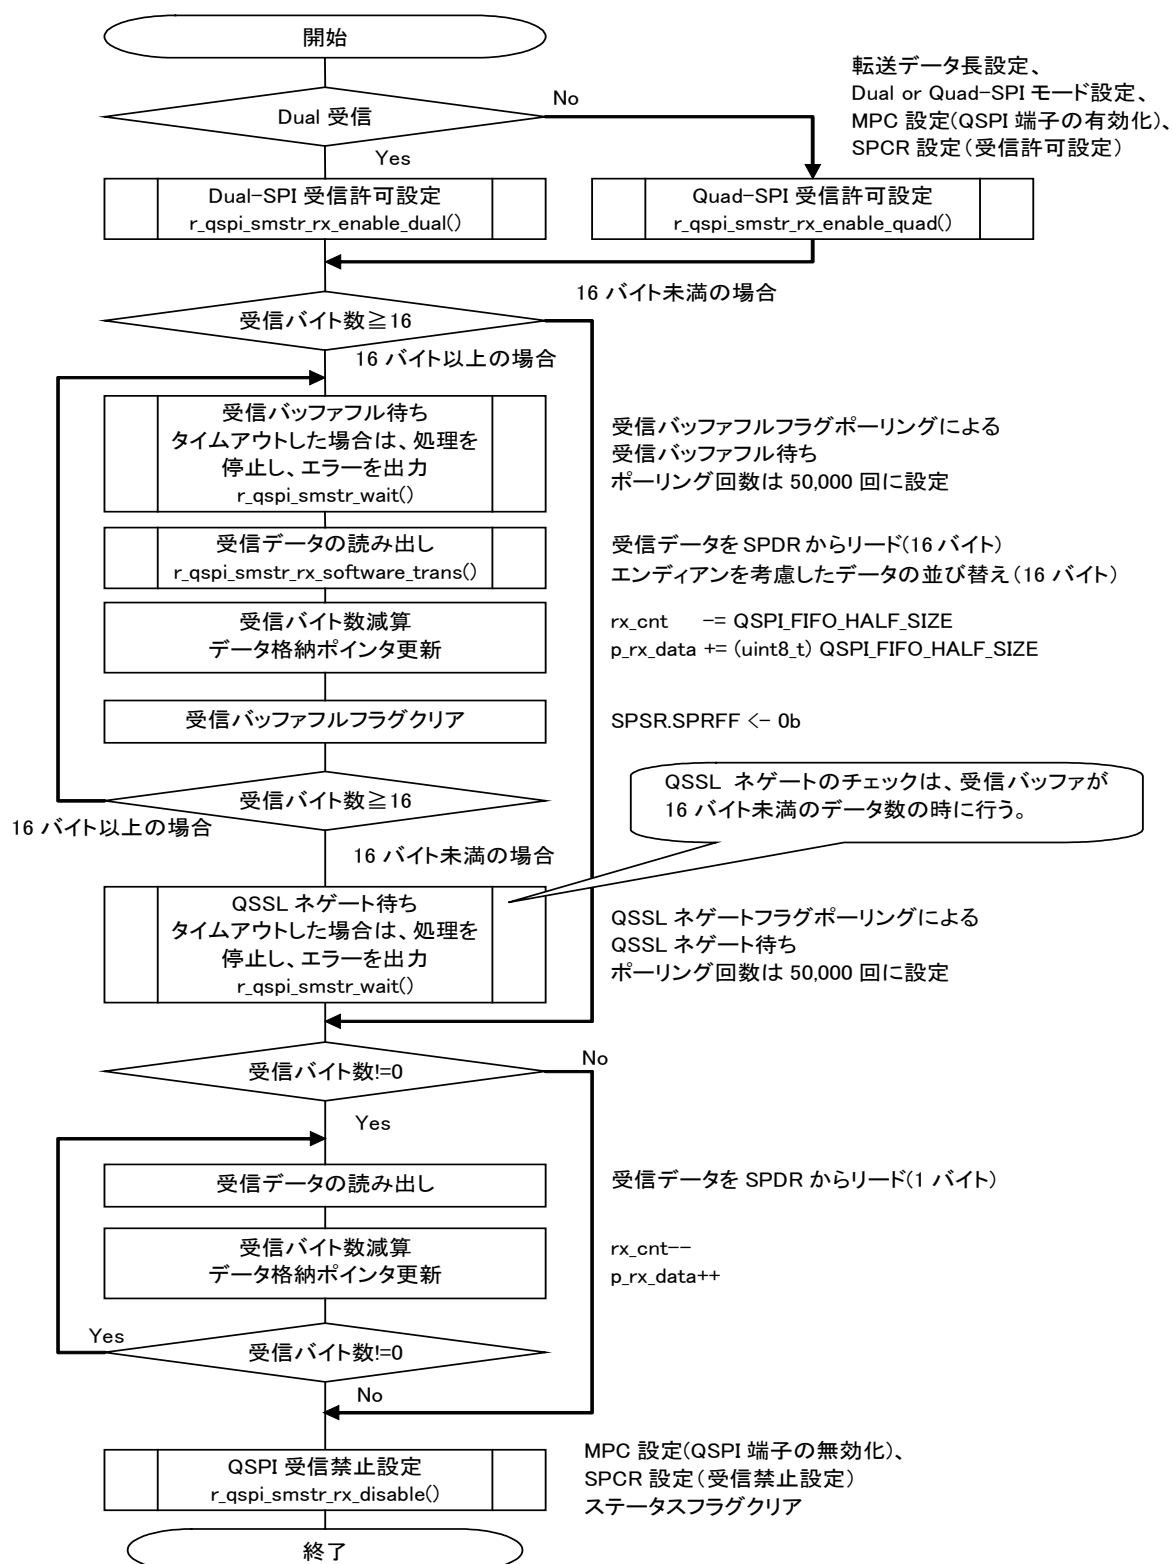 開始
転送データ長設定、
Dual or Quad-SPI モード設定、
MPC 設定(QSPI 端子の有効化)、
SPCR 設定(受信許可設定)
Dual 受信
No
Yes
Dual-SPI 受信許可設定
r_qspi_smstr_rx_enable_dual()
Quad-SPI 受信許可設定
r_qspi_smstr_rx_enable_quad()
16 バイト未満の場合
受信バイト数≧16
16 バイト以上の場合
受信バッファフル待ち
タイムアウトした場合は、処理を
停止し、エラーを出力
r_qspi_smstr_wait()
受信バッファフルフラグポーリングによる
受信バッファフル待ち
ポーリング回数は 50,000 回に設定
受信データの読み出し
r_qspi_smstr_rx_software_trans()
受信データを SPDR からリード(16 バイト)
エンディアンを考慮したデータの並び替え(16 バイト)
受信バイト数減算
データ格納ポインタ更新
rx_cnt -= QSPI_FIFO_HALF_SIZE
p_rx_data += (uint8_t) QSPI_FIFO_HALF_SIZE
受信バッファフルフラグクリア
SPSR.SPRFF <- 0b
受信バイト数≧16
16 バイト以上の場合
16 バイト未満の場合
QSSL ネゲートのチェックは、受信バッファが
16 バイト未満のデータ数の時に行う。
QSSL ネゲート待ち
タイムアウトした場合は、処理を
停止し、エラーを出力
r_qspi_smstr_wait()
QSSL ネゲートフラグポーリングによる
QSSL ネゲート待ち
ポーリング回数は 50,000 回に設定
受信バイト数!=0
No
Yes
受信データの読み出し
受信データを SPDR からリード(1 バイト)
受信バイト数減算
データ格納ポインタ更新
rx_cnt--
p_rx_data++
Yes
受信バイト数!=0
No
QSPI 受信禁止設定
r_qspi_smstr_rx_disable()
MPC 設定(QSPI 端子の無効化)、
SPCR 設定(受信禁止設定)
ステータスフラグクリア
終了